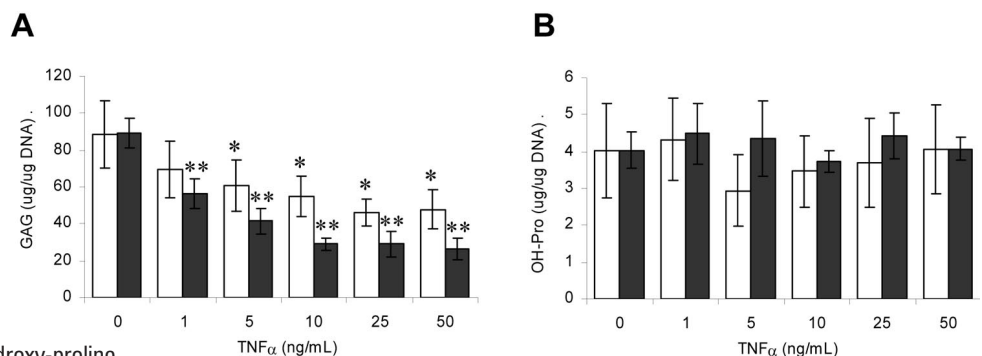 A
B
120
100
80
60
40
20
0
GAG (ug/ug DNA) .
**
*
**
*
**
*
**
*
**
0 1 5 10 25 50
TNFα (ng/mL)
6
5
4
3
2
1
0
OH-Pro (ug/ug DNA) .
0 1 5 10 25 50
TNFα (ng/mL)
droxy-proline